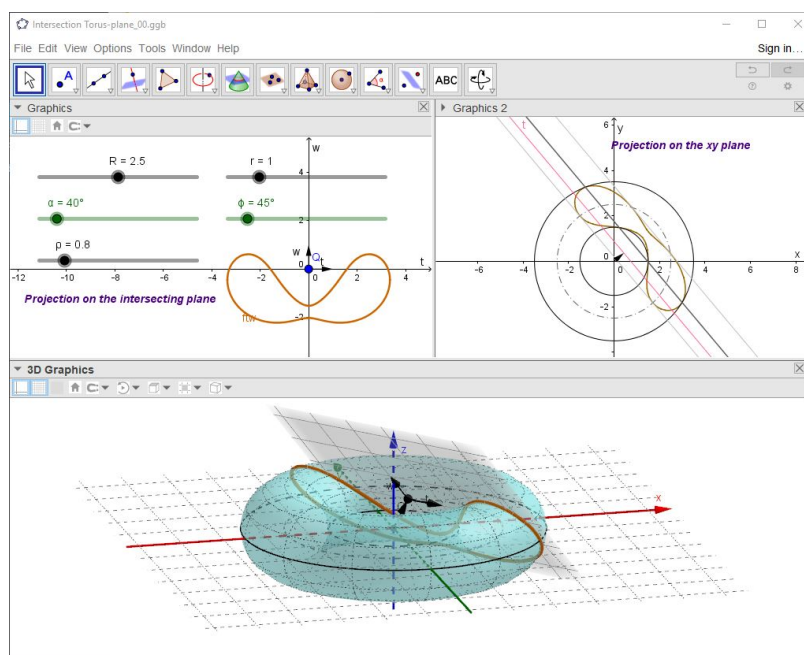 Intersection Torus-plane_00.ggb
File Edit View Options Tools Window Help
Sign in...
A
ABC
Graphics
Graphics 2
R = 2.5
r = 1
α = 40°
ϕ = 45°
ρ = 0.8
w
4
2
w
Q
t
0
0
t
-12 -10 -8 -6 -4 -2 0 2 4
-2
Projection on the intersecting plane
t
6
y
Projection on the xy plane
4
2
0
x
-6 -4 -2 0 2 4 6 8
-2
3D Graphics
z
x